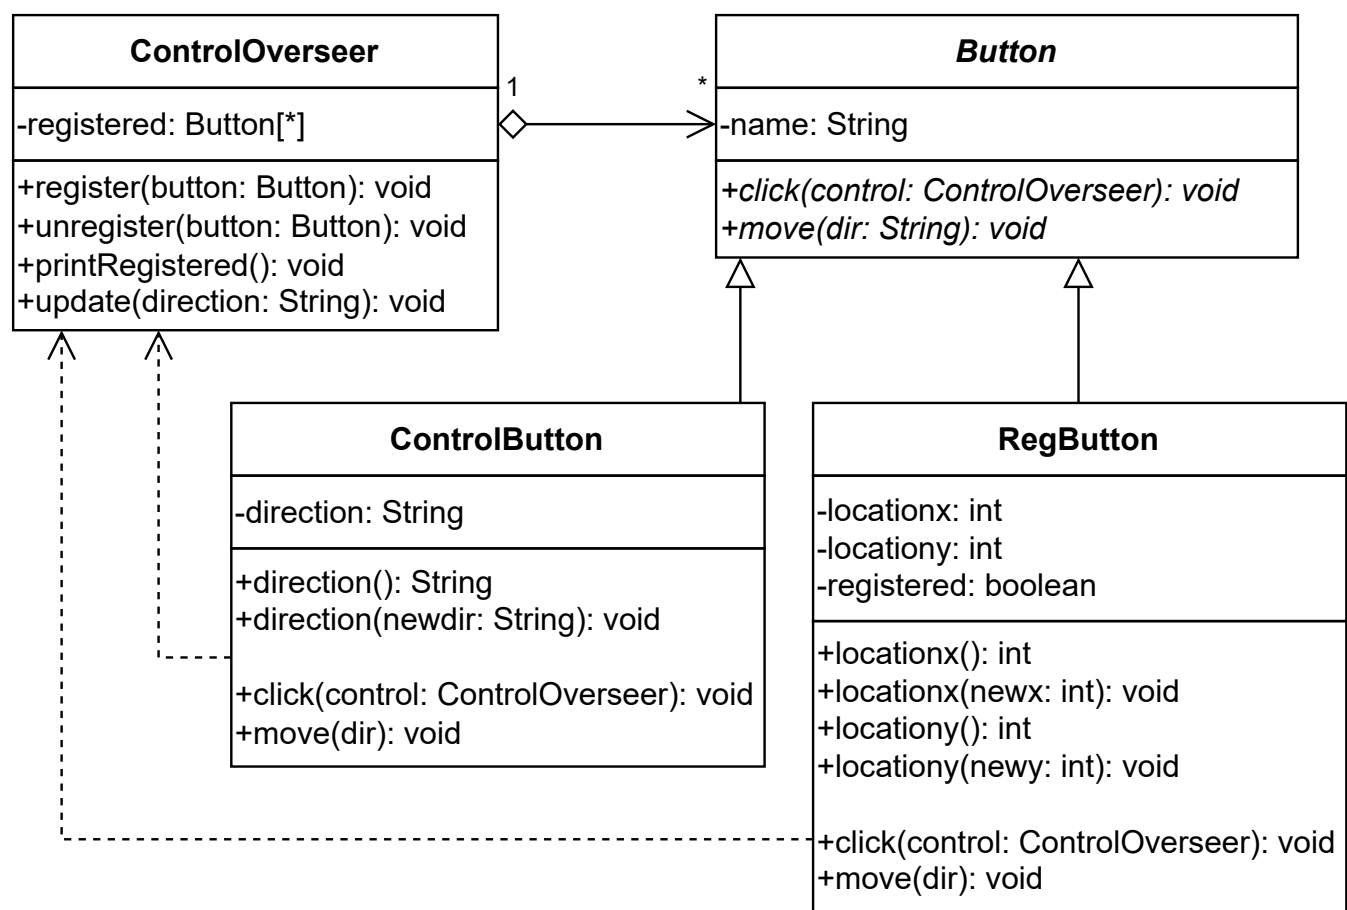 ControlOverseer
-registered: Button[*]
+register(button: Button): void
+unregister(button: Button): void
+printRegistered(): void
+update(direction: String): void
1
*
Button
-name: String
+click(control: ControlOverseer): void
+move(dir: String): void
ControlButton
-direction: String
+direction(): String
+direction(newdir: String): void
+click(control: ControlOverseer): void
+move(dir): void
RegButton
-locationx: int
-locationy: int
-registered: boolean
+locationx(): int
+locationx(newx: int): void
+locationy(): int
+locationy(newy: int): void
+click(control: ControlOverseer): void
+move(dir): void